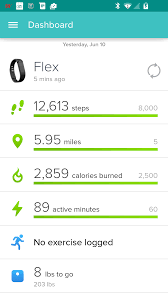 Dashboard
Yesterday, Jun 10
Flex
5 mins ago
12,613 steps 8,000
5.95 miles 5
2,859 calories burned 2,500
89 active minutes 60
No exercise logged
8 lbs to go
203 lbs